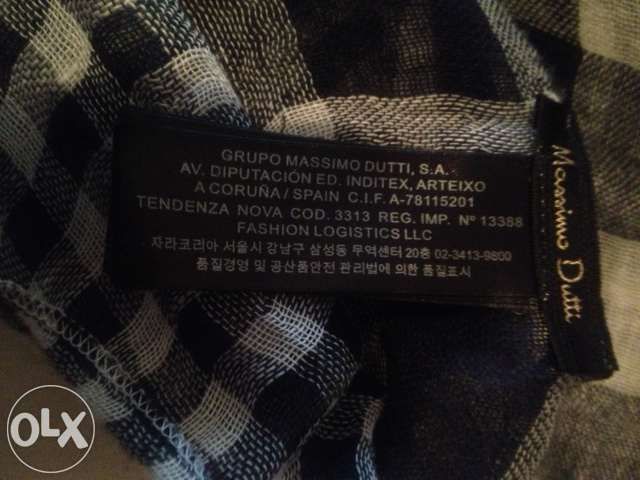 GRUPO MASSIMO DUTTI, S.A.
AV. DIPUTACIÓN ED. INDITEX, ARTEIXO
A CORUÑA / SPAIN C.I.F. A-78115201
TENDENZA NOVA COD. 3313 REG. IMP. Nº 13388
FASHION LOGISTICS LLC
자라코리아 서울시 강남구 삼성동 무역센터 20층 02-3413-9800
품질경영 및 공산품안전 관리법에 의한 품질표시
Massimo Dutti
OLX